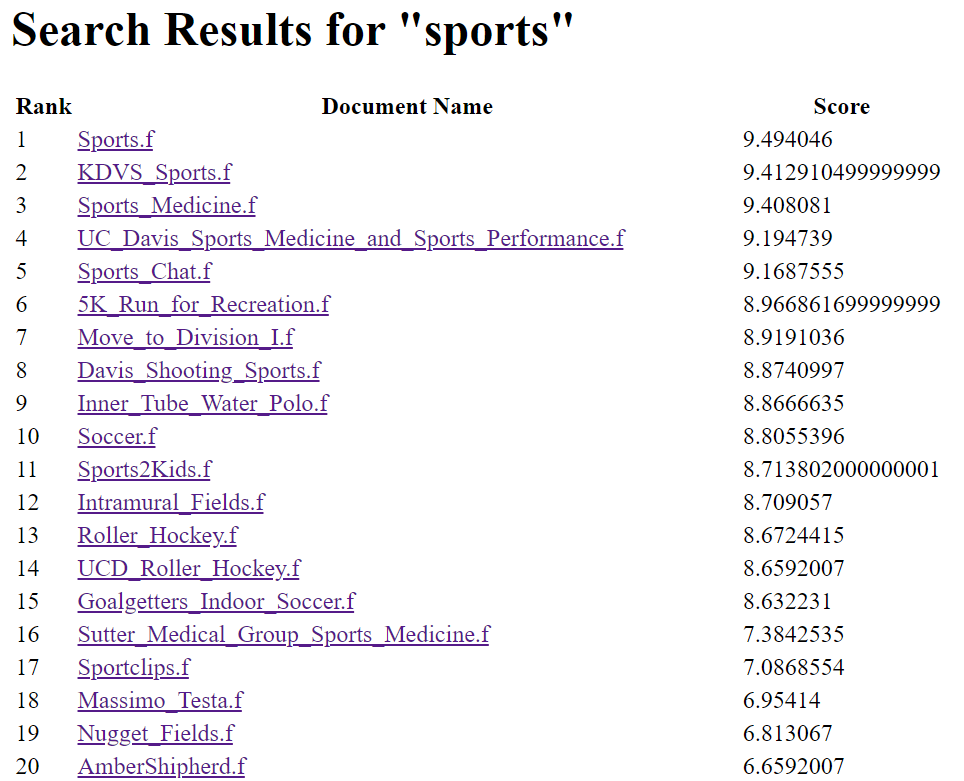 Search Results for "sports"
Rank Document Name Score
1 Sports.f 9.494046
2 KDVS_Sports.f 9.412910499999999
3 Sports_Medicine.f 9.408081
4 UC_Davis_Sports_Medicine_and_Sports_Performance.f 9.194739
5 Sports_Chat.f 9.1687555
6 5K_Run_for_Recreation.f 8.966861699999999
7 Move_to_Division_I.f 8.9191036
8 Davis_Shooting_Sports.f 8.8740997
9 Inner_Tube_Water_Polo.f 8.8666635
10 Soccer.f 8.8055396
11 Sports2Kids.f 8.713802000000001
12 Intramural_Fields.f 8.709057
13 Roller_Hockey.f 8.6724415
14 UCD_Roller_Hockey.f 8.6592007
15 Goalgetters_Indoor_Soccer.f 8.632231
16 Sutter_Medical_Group_Sports_Medicine.f 7.3842535
17 Sportclips.f 7.0868554
18 Massimo_Testa.f 6.95414
19 Nugget_Fields.f 6.813067
20 AmberShipherd.f 6.6592007